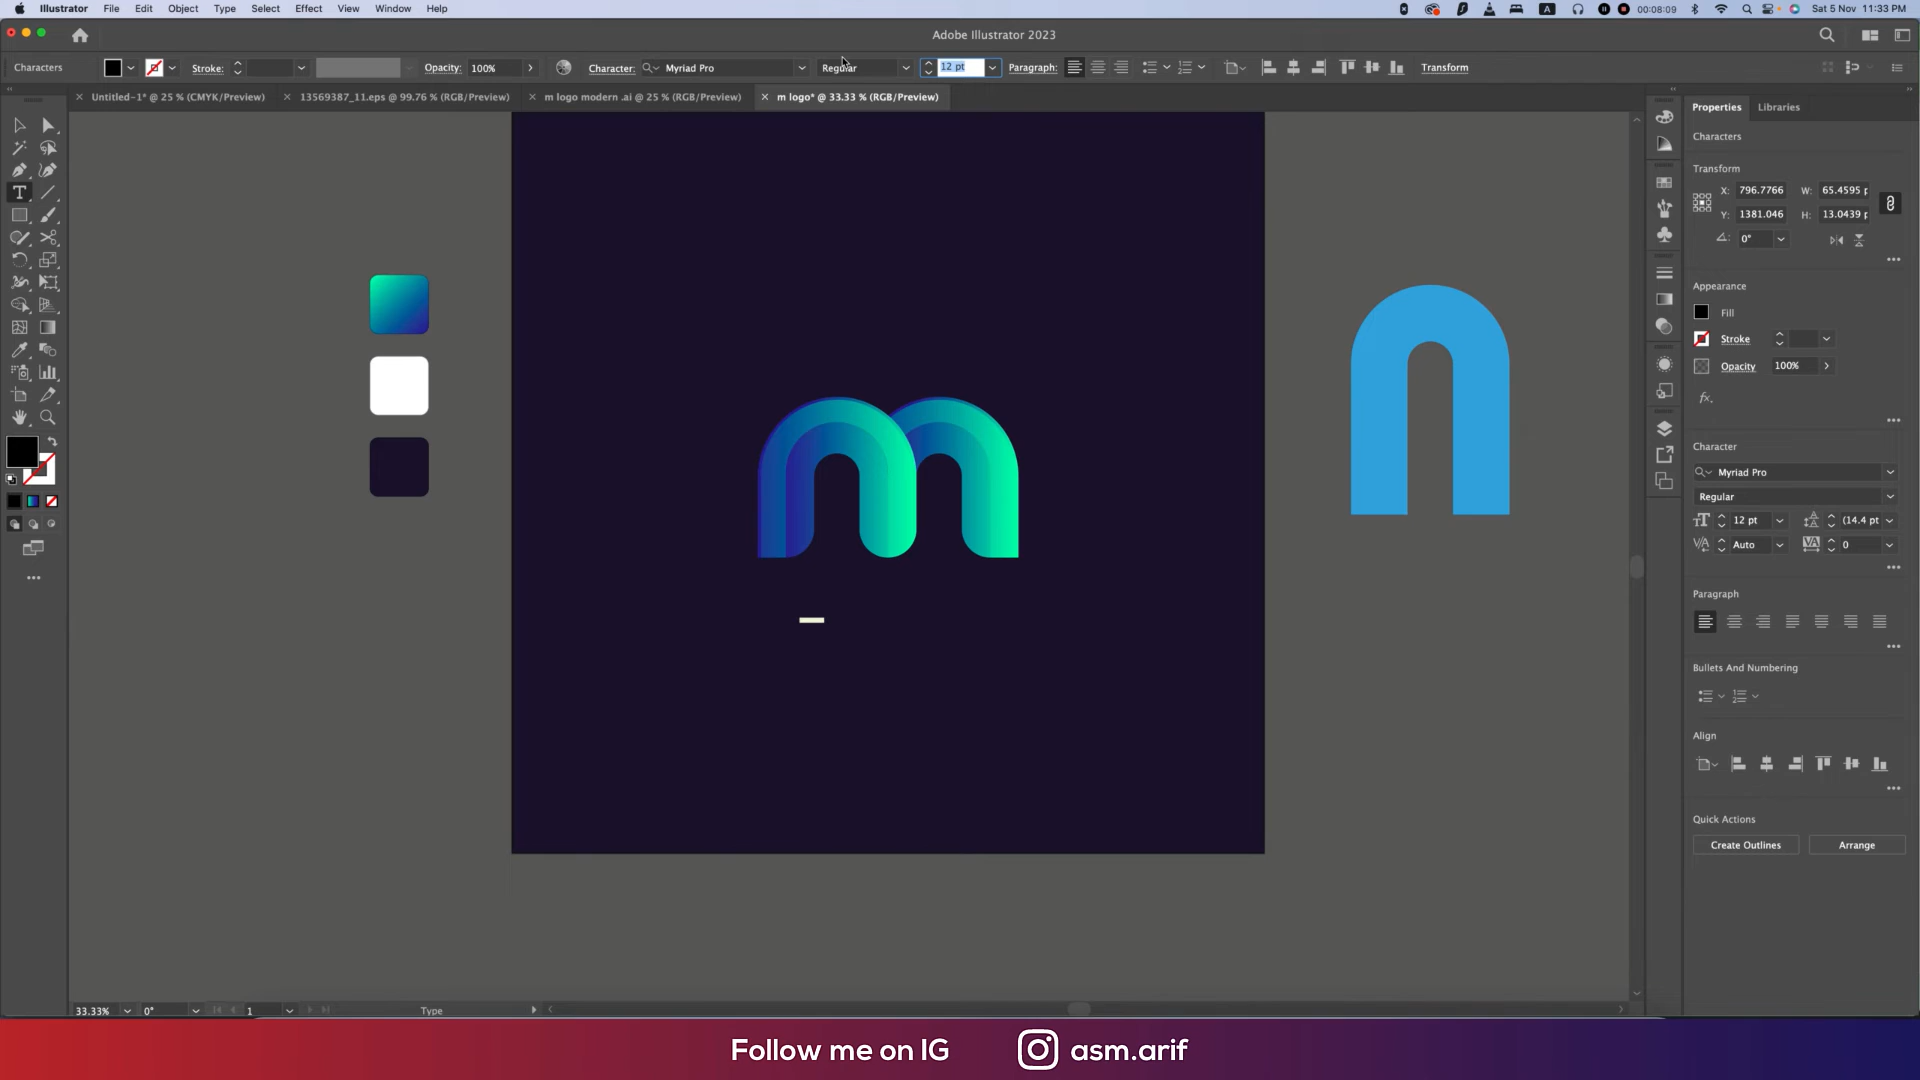 Illustrator File Edit Object Type Select Effect View Window Help
00:08:09 Sat 5 Nov 11:33 PM
Adobe Illustrator 2023
Characters Stroke: Opacity: 100% Character: Myriad Pro Regular 12 pt Paragraph: Transform
Untitled-1* @ 25 % (CMYK/Preview) 13569387_11.eps @ 99.76 % (RGB/Preview) m logo modern .ai @ 25 % (RGB/Preview) m logo* @ 33.33 % (RGB/Preview)
Properties Libraries
Characters
Transform
X: 796.7766 W: 65.4595 p
Y: 1381.046 H: 13.0439 p
0°
Appearance
Fill
Stroke
Opacity 100%
fx.
Character
Myriad Pro
Regular
12 pt (14.4 pt
Auto 0
Paragraph
Bullets And Numbering
Align
Quick Actions
Create Outlines Arrange
m
33.33% 0° 1 Type
Follow me on IG asm.arif